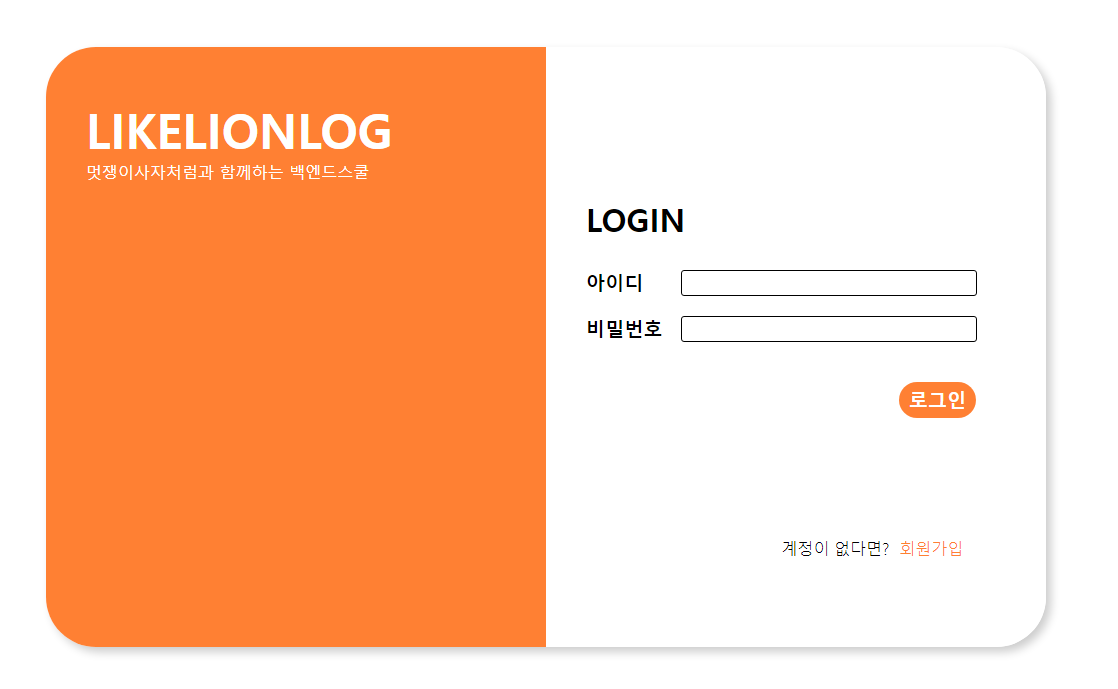 LIKELIONLOG
멋쟁이사자처럼과 함께하는 백엔드스쿨
LOGIN
아이디
비밀번호
로그인
계정이 없다면? 회원가입